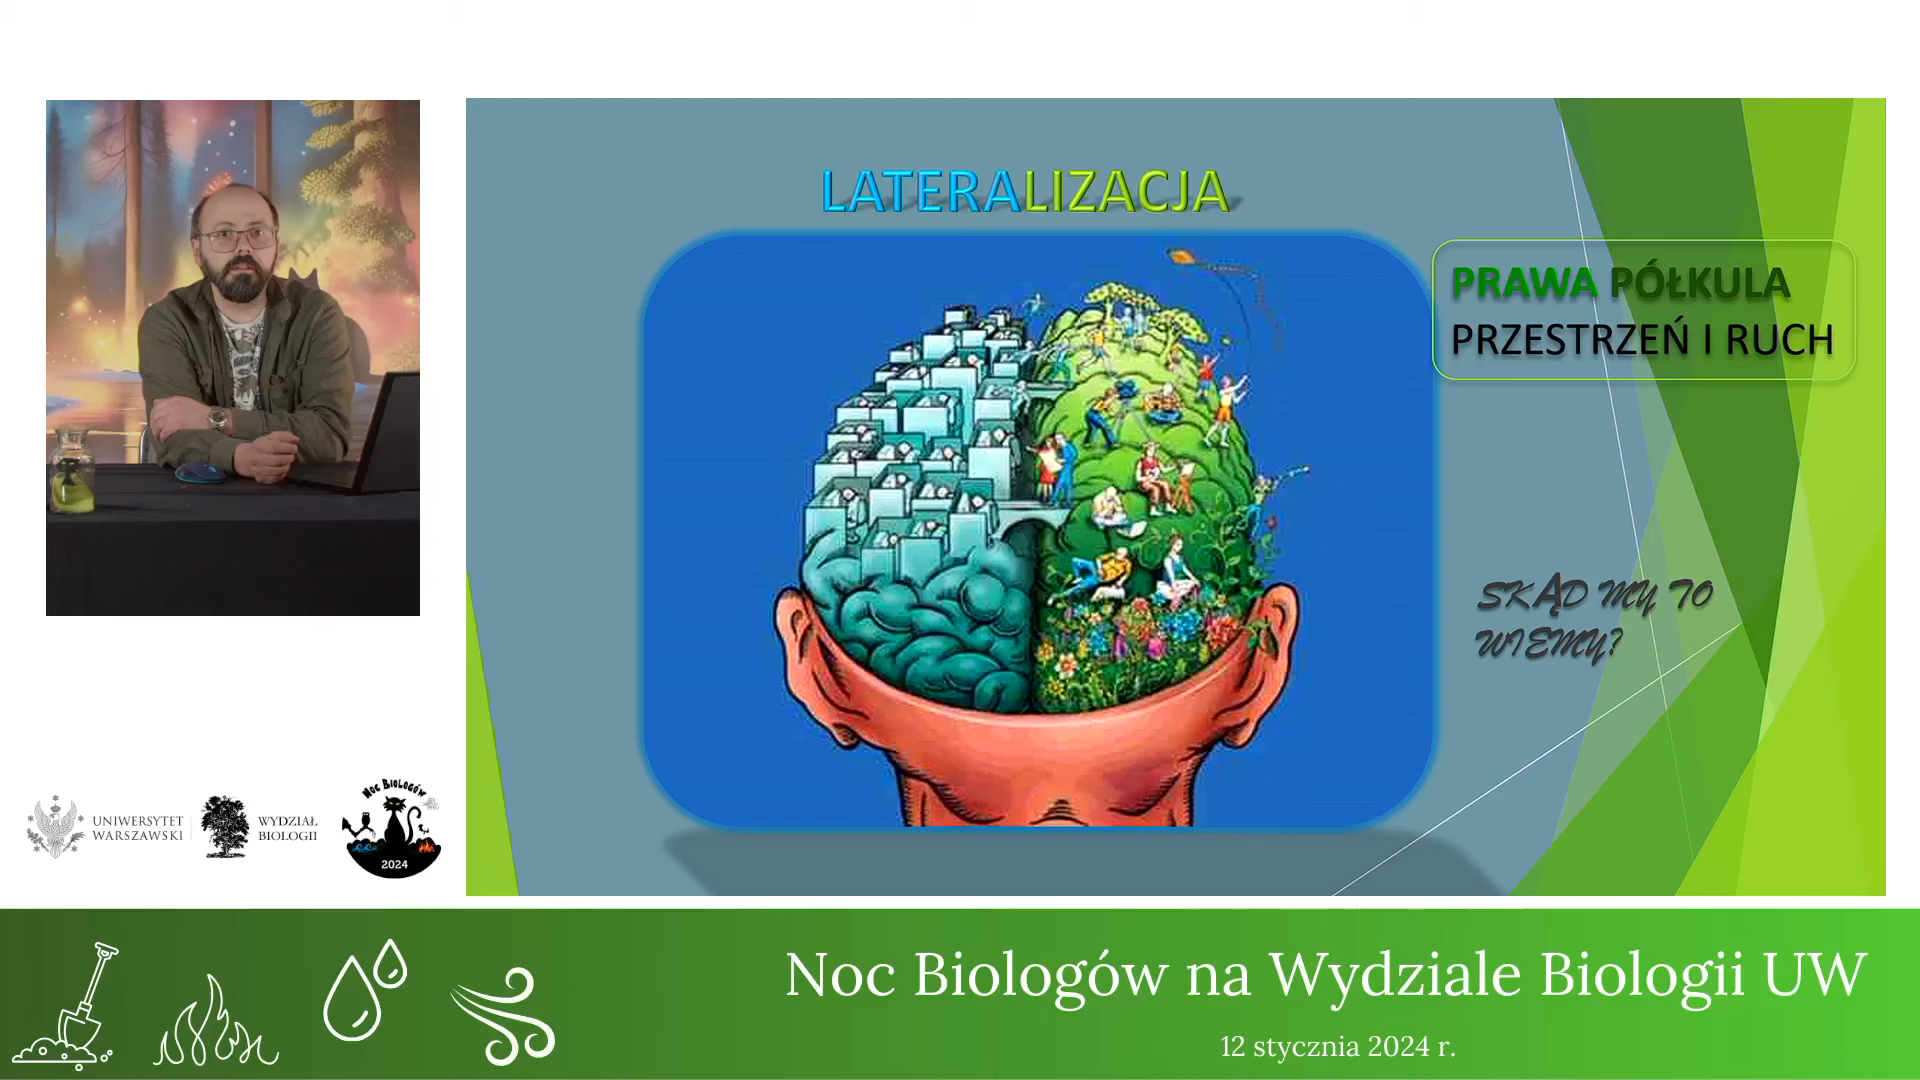 LATERALIZACJA
PRAWA PÓŁKULA
PRZESTRZEŃ I RUCH
SKĄD MY TO
WIEMY?
UNIWERSYTET
WARSZAWSKI
WYDZIAŁ
BIOLOGII
NOC BIOLOGÓW
2024
Noc Biologów na Wydziale Biologii UW
12 stycznia 2024 r.